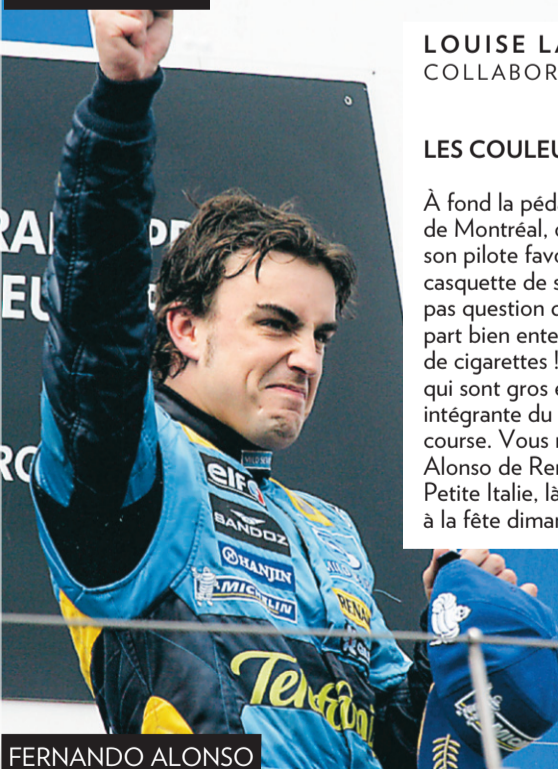 LOUISE L
COLLABOR
LES COULEU
À fond la péd
de Montréal,
son pilote favo
casquette de s
pas question
part bien ente
de cigarettes !
qui sont gros
intégrante du
course. Vous
Alonso de Ren
Petite Italie, là
à la fête diman
elf
SANDOZ
HANJIN
MICHELIN
RENAU
FERNANDO ALONSO